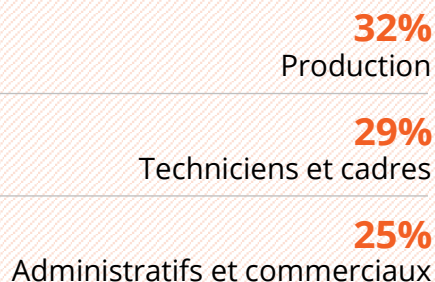 32%
Production
29%
Techniciens et cadres
25%
Administratifs et commerciaux